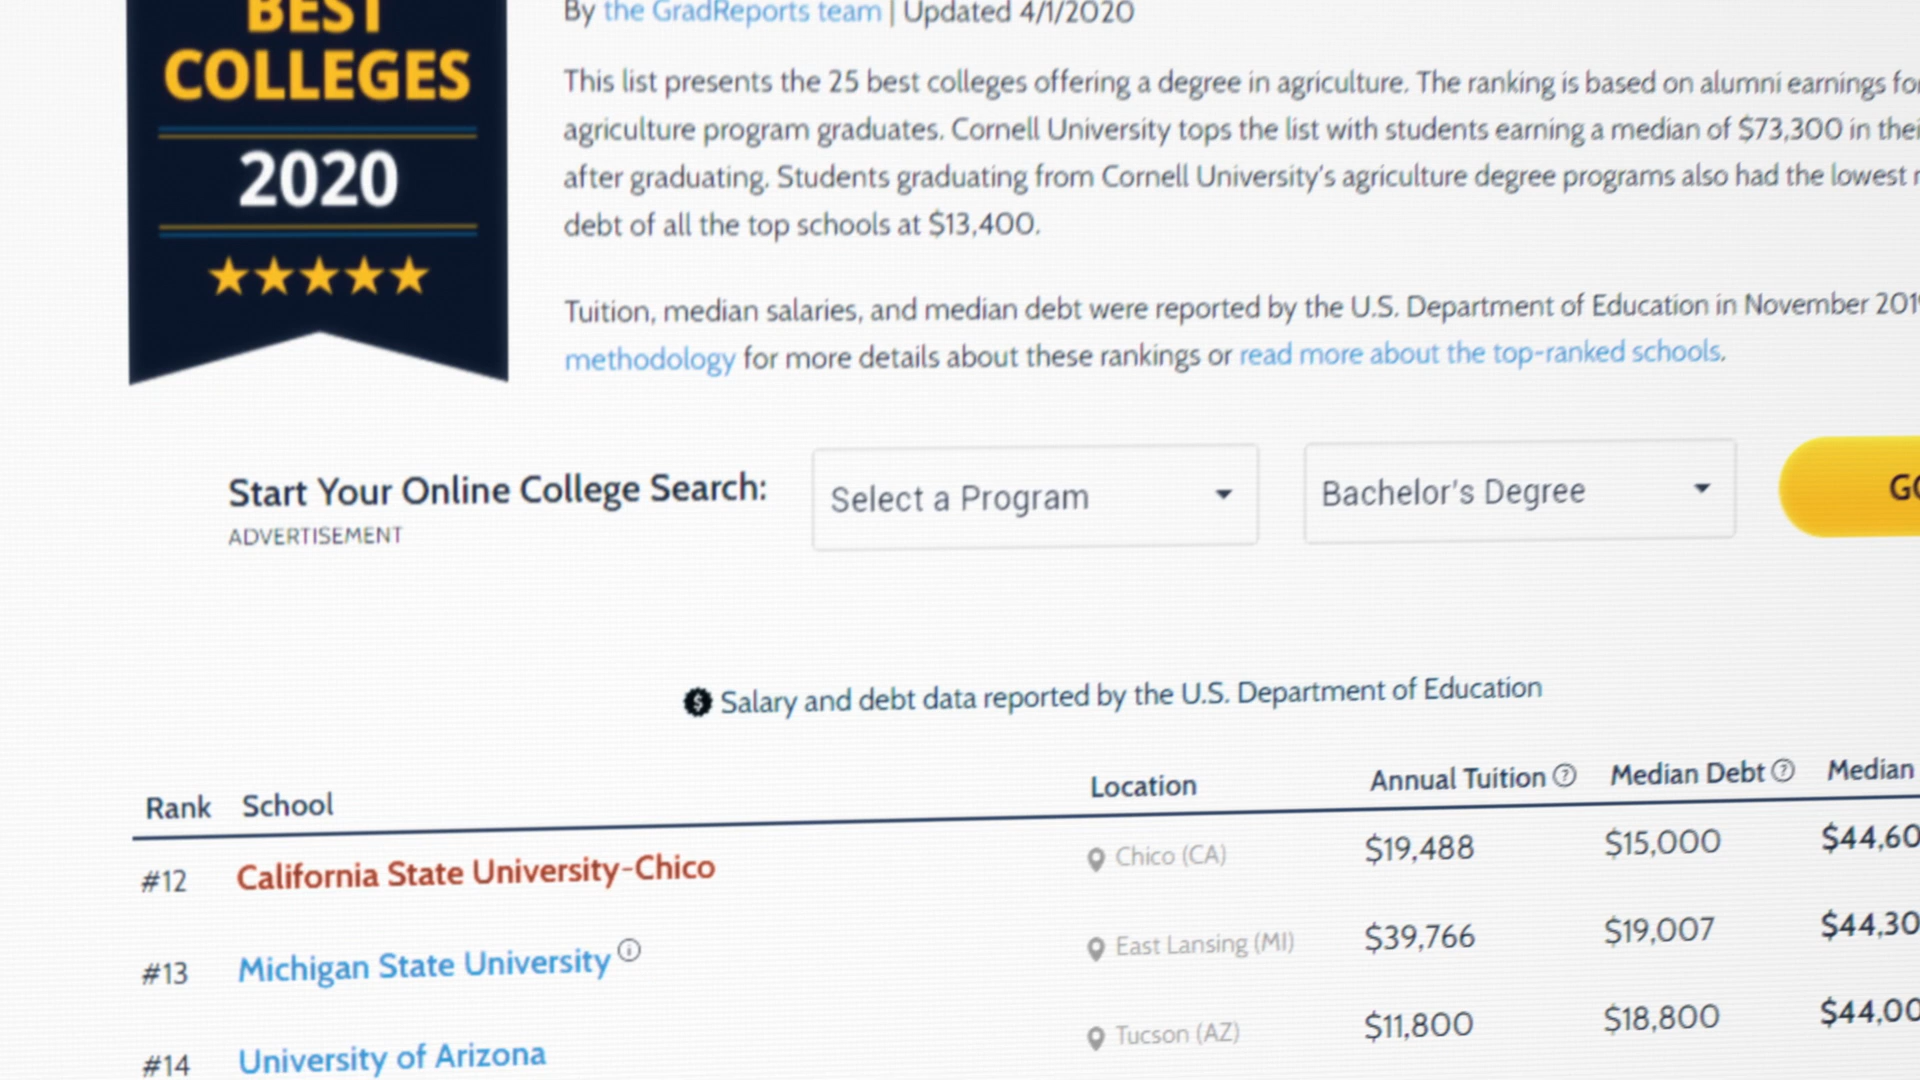 BEST
COLLEGES
2020
By the GradReports team | Updated 4/1/2020
This list presents the 25 best colleges offering a degree in agriculture. The ranking is based on alumni earnings for
agriculture program graduates. Cornell University tops the list with students earning a median of $73,300 in their
after graduating. Students graduating from Cornell University's agriculture degree programs also had the lowest
debt of all the top schools at $13,400.
Tuition, median salaries, and median debt were reported by the U.S. Department of Education in November 2019
methodology for more details about these rankings or read more about the top-ranked schools.
Start Your Online College Search:
ADVERTISEMENT
Select a Program
Bachelor's Degree
GO
Salary and debt data reported by the U.S. Department of Education
Rank School Location Annual Tuition Median Debt Median
#12 California State University-Chico Chico (CA) $19,488 $15,000 $44,60
#13 Michigan State University East Lansing (MI) $39,766 $19,007 $44,30
#14 University of Arizona Tucson (AZ) $11,800 $18,800 $44,00